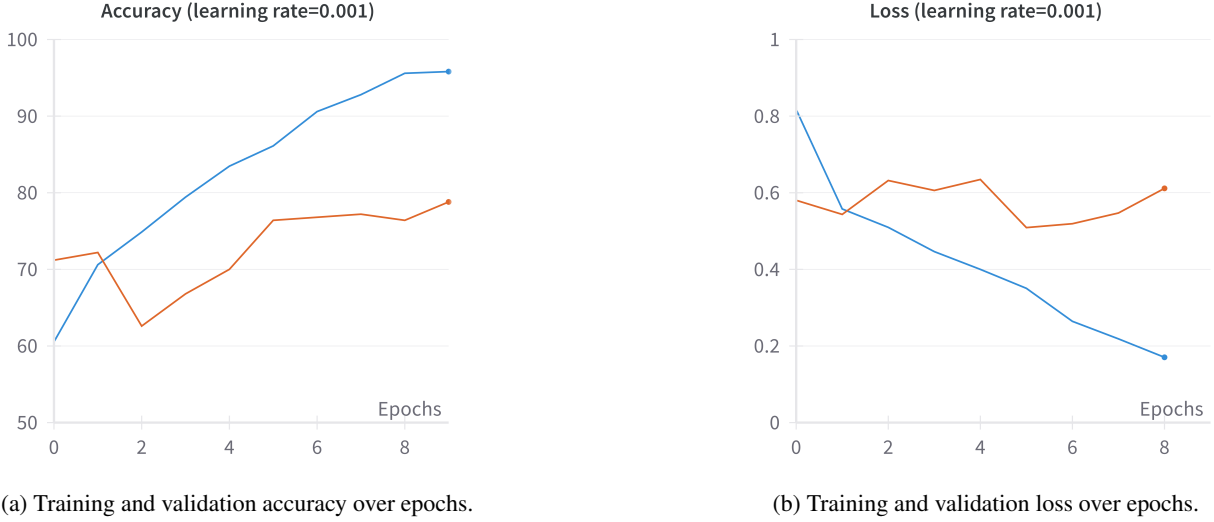 Accuracy (learning rate=0.001)
100
90
80
70
60
50
0 2 4 6 8
Epochs
(a) Training and validation accuracy over epochs.
Loss (learning rate=0.001)
1
0.8
0.6
0.4
0.2
0
0 2 4 6 8
Epochs
(b) Training and validation loss over epochs.